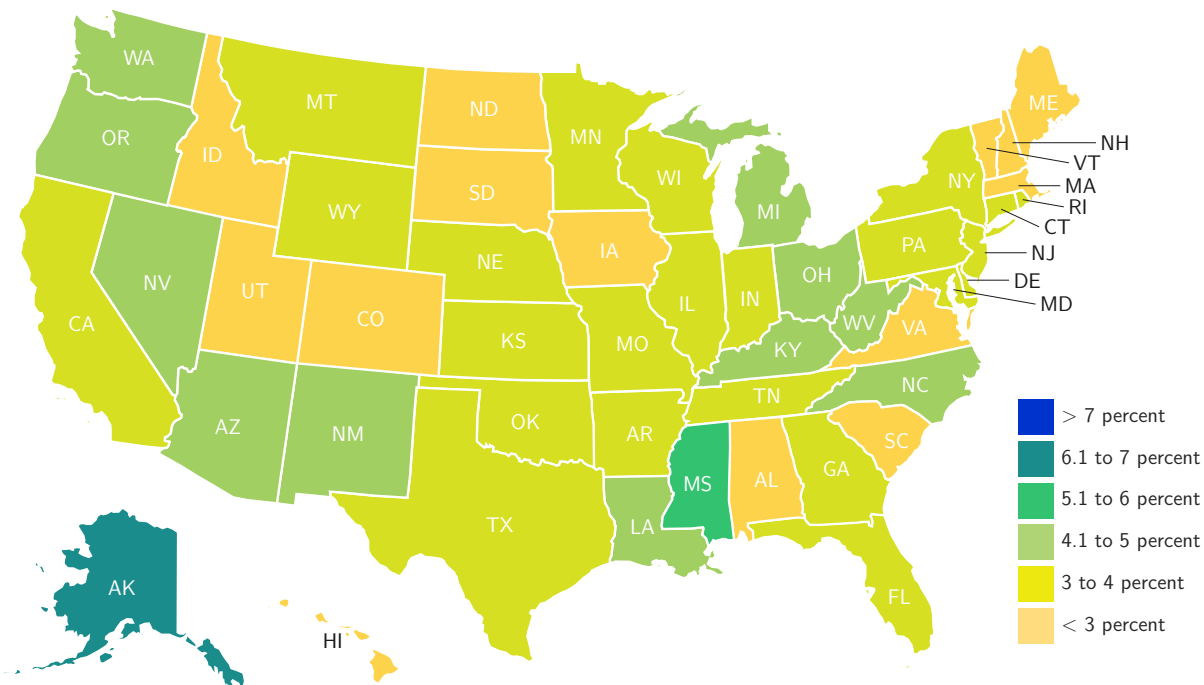 WA
OR
CA
NV
ID
MT
WY
UT
CO
AZ
NM
ND
SD
NE
KS
OK
TX
MN
IA
MO
AR
LA
WI
IL
MI
IN
OH
KY
TN
MS
AL
GA
FL
SC
NC
VA
WV
PA
NY
ME
NH
VT
MA
RI
CT
NJ
DE
MD
AK
HI
> 7 percent
6.1 to 7 percent
5.1 to 6 percent
4.1 to 5 percent
3 to 4 percent
< 3 percent